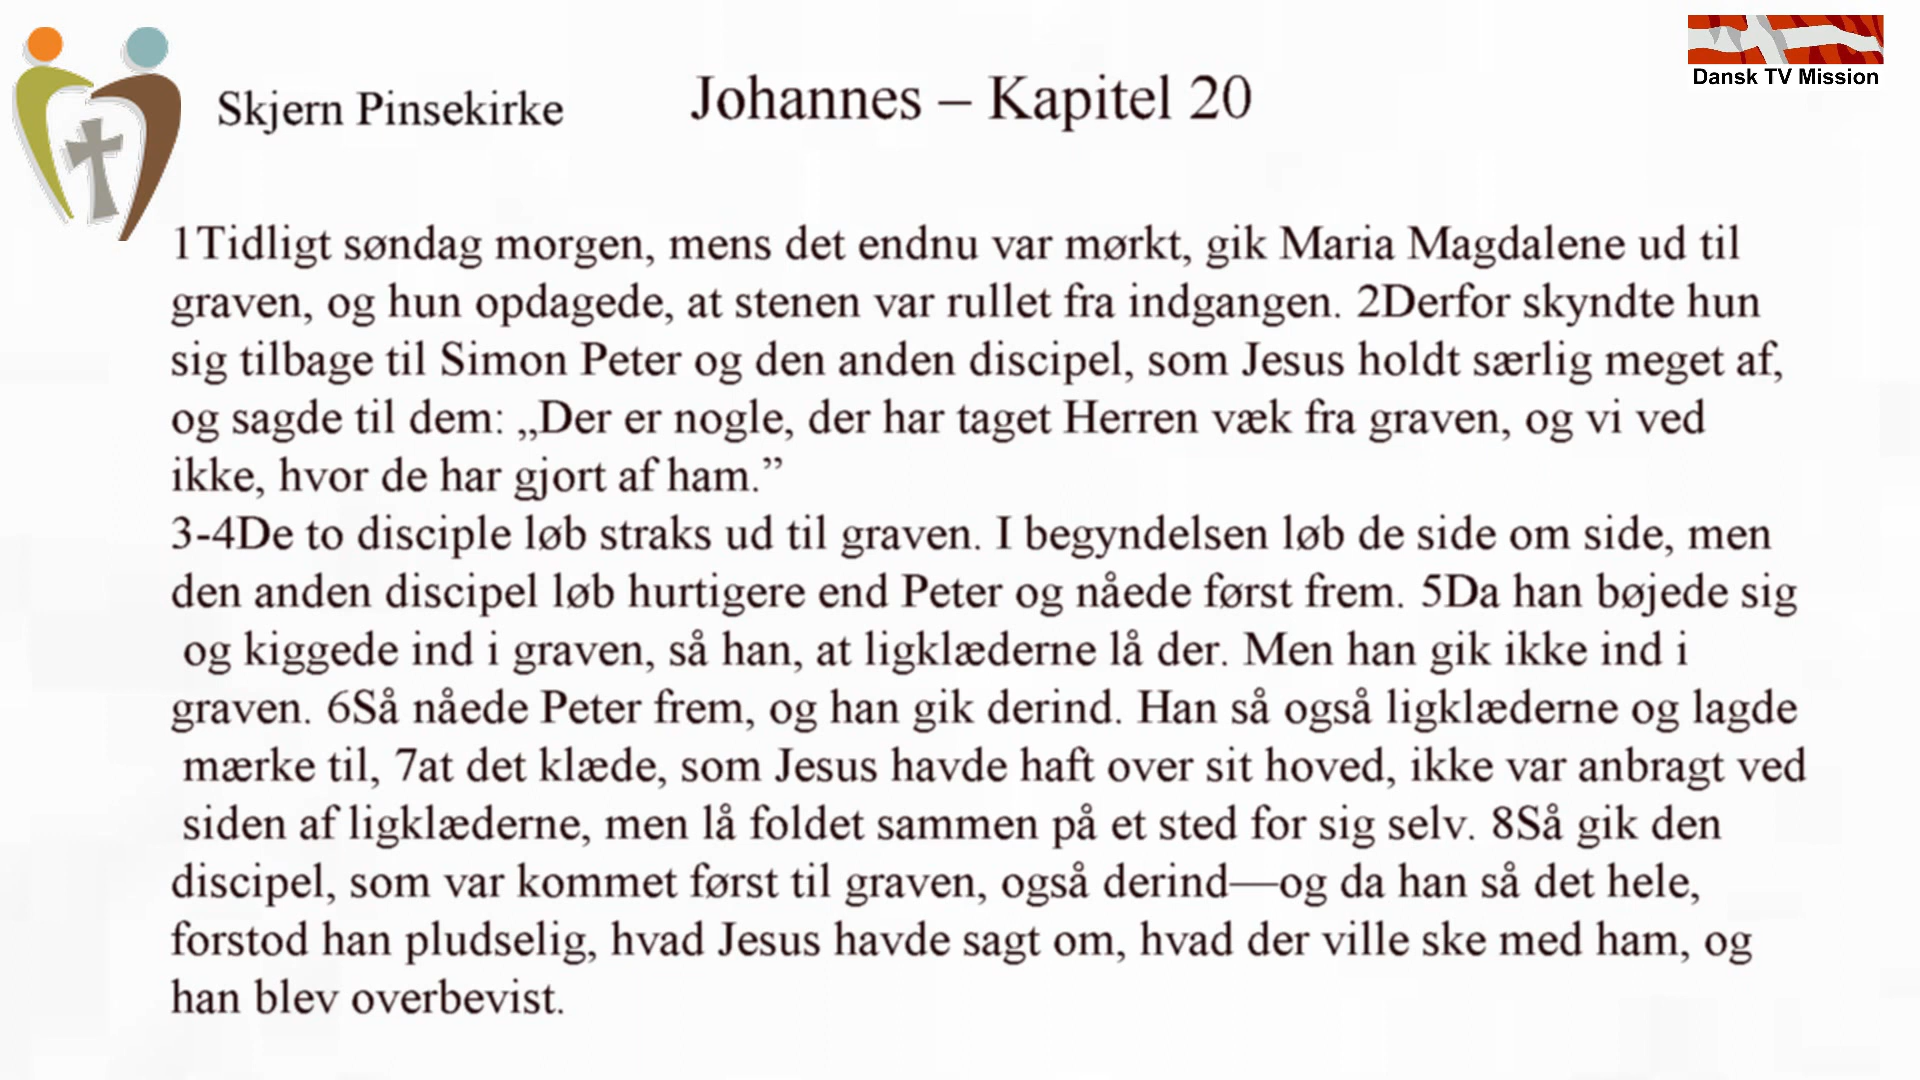 Dansk TV Mission
Skjern Pinsekirke
Johannes – Kapitel 20
1Tidligt søndag morgen, mens det endnu var mørkt, gik Maria Magdalene ud til
graven, og hun opdagede, at stenen var rullet fra indgangen. 2Derfor skyndte hun
sig tilbage til Simon Peter og den anden discipel, som Jesus holdt særlig meget af,
og sagde til dem: „Der er nogle, der har taget Herren væk fra graven, og vi ved
ikke, hvor de har gjort af ham.”
3-4De to disciple løb straks ud til graven. I begyndelsen løb de side om side, men
den anden discipel løb hurtigere end Peter og nåede først frem. 5Da han bøjede sig
og kiggede ind i graven, så han, at ligklæderne lå der. Men han gik ikke ind i
graven. 6Så nåede Peter frem, og han gik derind. Han så også ligklæderne og lagde
mærke til, 7at det klæde, som Jesus havde haft over sit hoved, ikke var anbragt ved
siden af ligklæderne, men lå foldet sammen på et sted for sig selv. 8Så gik den
discipel, som var kommet først til graven, også derind—og da han så det hele,
forstod han pludselig, hvad Jesus havde sagt om, hvad der ville ske med ham, og
han blev overbevist.